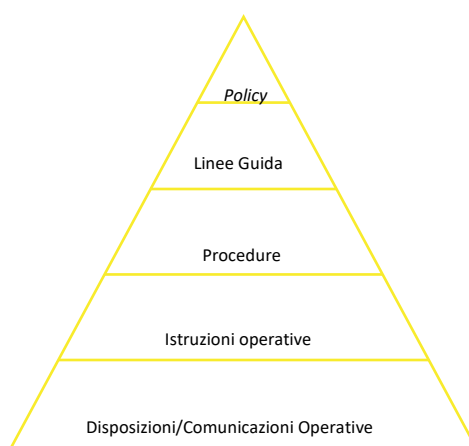 Policy
Linee Guida
Procedure
Istruzioni operative
Disposizioni/Comunicazioni Operative